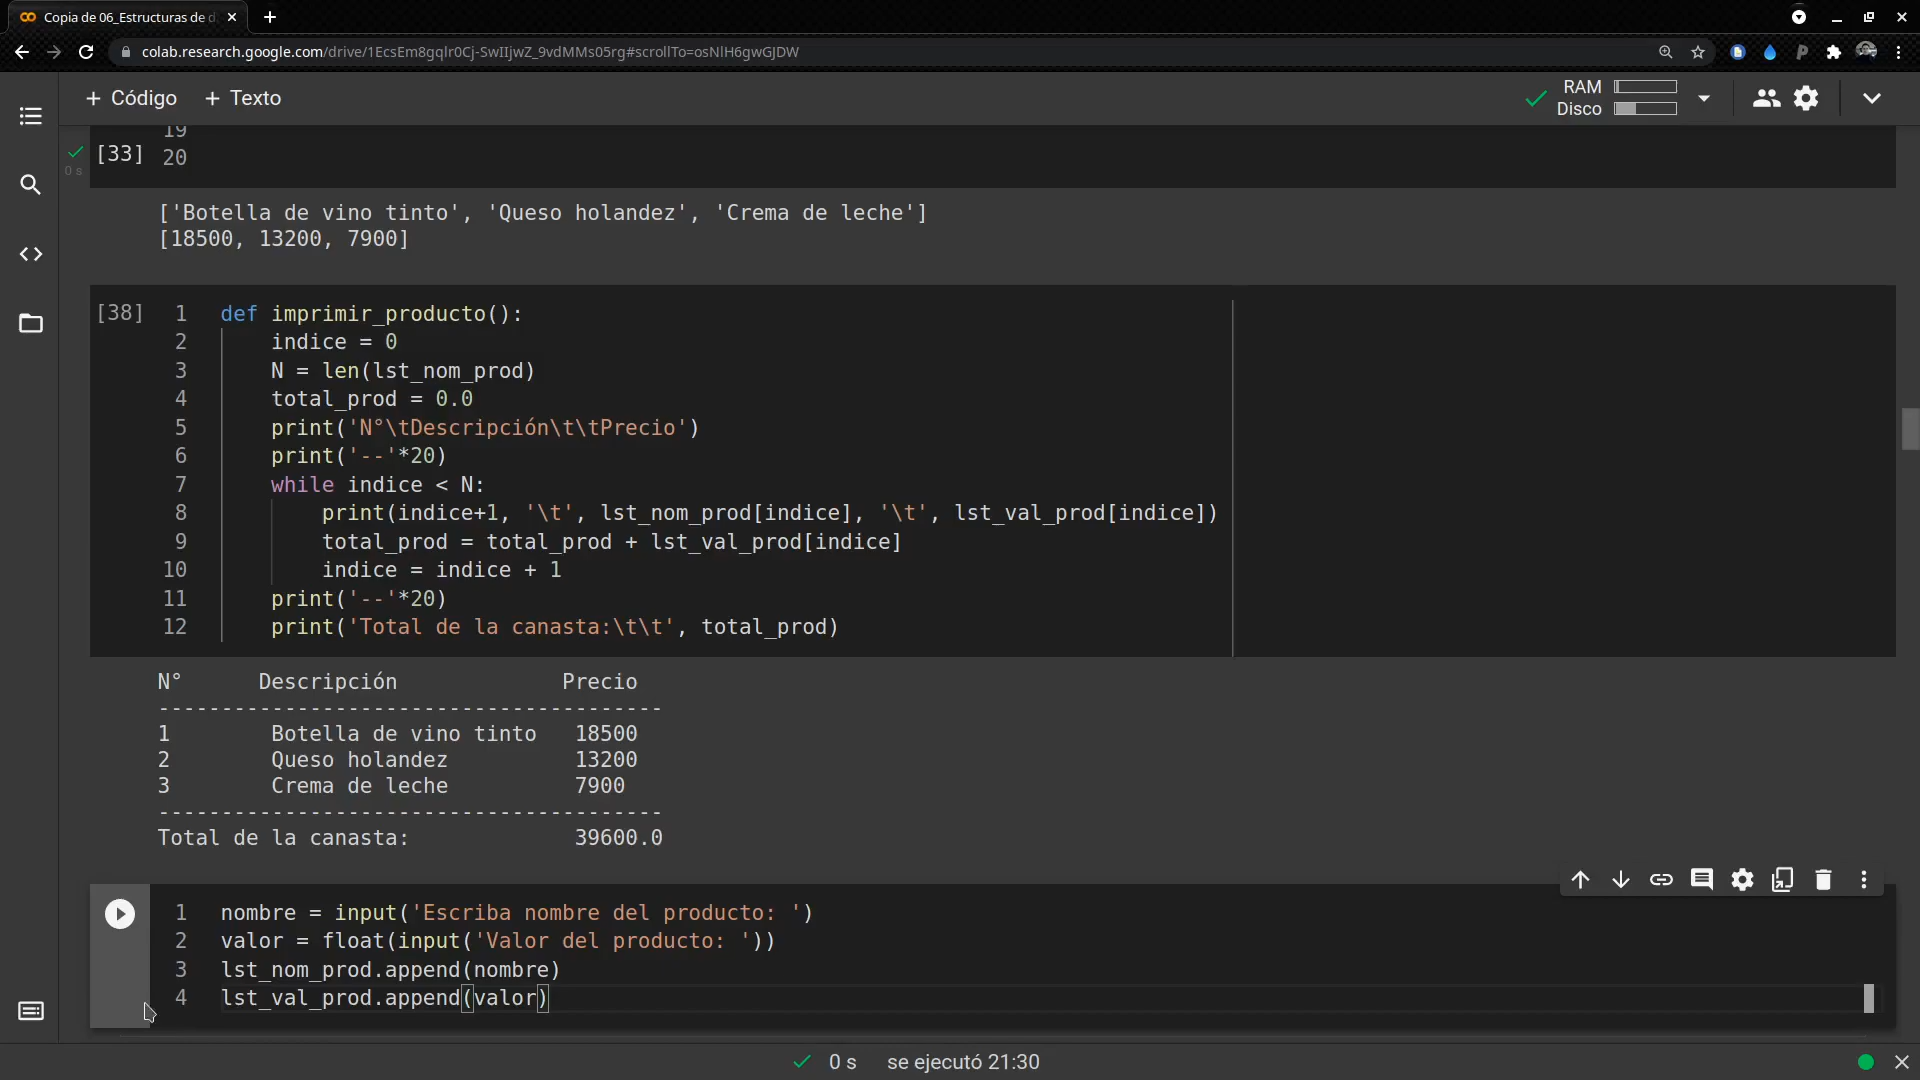 Copia de 06_Estructuras de d
colab.research.google.com/drive/1EcsEm8gqlr0Cj-SwIIjwZ_9vdMMs05rg#scrollTo=osNlH6gwGJDW
+ Código + Texto
RAM
Disco
19
[33] 20
0 s
['Botella de vino tinto', 'Queso holandez', 'Crema de leche']
[18500, 13200, 7900]
[38] 1 def imprimir_producto():
2 indice = 0
3 N = len(lst_nom_prod)
4 total_prod = 0.0
5 print('N°\tDescripción\t\tPrecio')
6 print('--'*20)
7 while indice < N:
8 print(indice+1, '\t', lst_nom_prod[indice], '\t', lst_val_prod[indice])
9 total_prod = total_prod + lst_val_prod[indice]
10 indice = indice + 1
11 print('--'*20)
12 print('Total de la canasta:\t\t', total_prod)
N° Descripción Precio
----------------------------------------
1 Botella de vino tinto 18500
2 Queso holandez 13200
3 Crema de leche 7900
----------------------------------------
Total de la canasta: 39600.0
1 nombre = input('Escriba nombre del producto: ')
2 valor = float(input('Valor del producto: '))
3 lst_nom_prod.append(nombre)
4 lst_val_prod.append(valor)
0 s se ejecutó 21:30